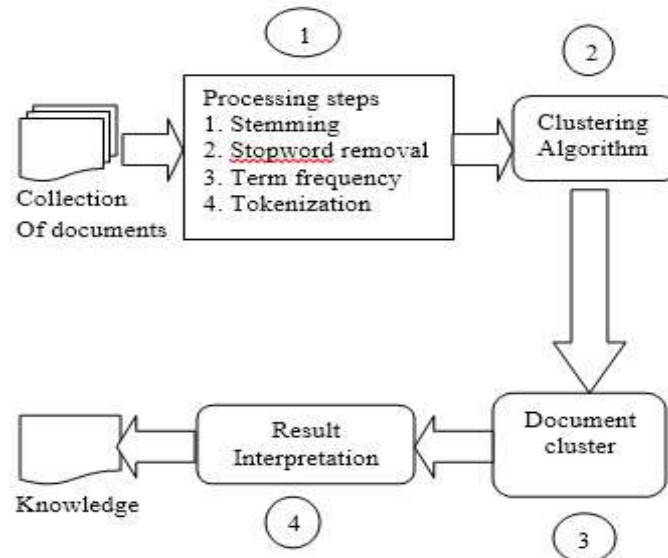 1
2
Processing steps
1. Stemming
2. Stopword removal
3. Term frequency
4. Tokenization
Clustering
Algorithm
Collection
Of documents
Document
cluster
Result
Interpretation
Knowledge
4
3